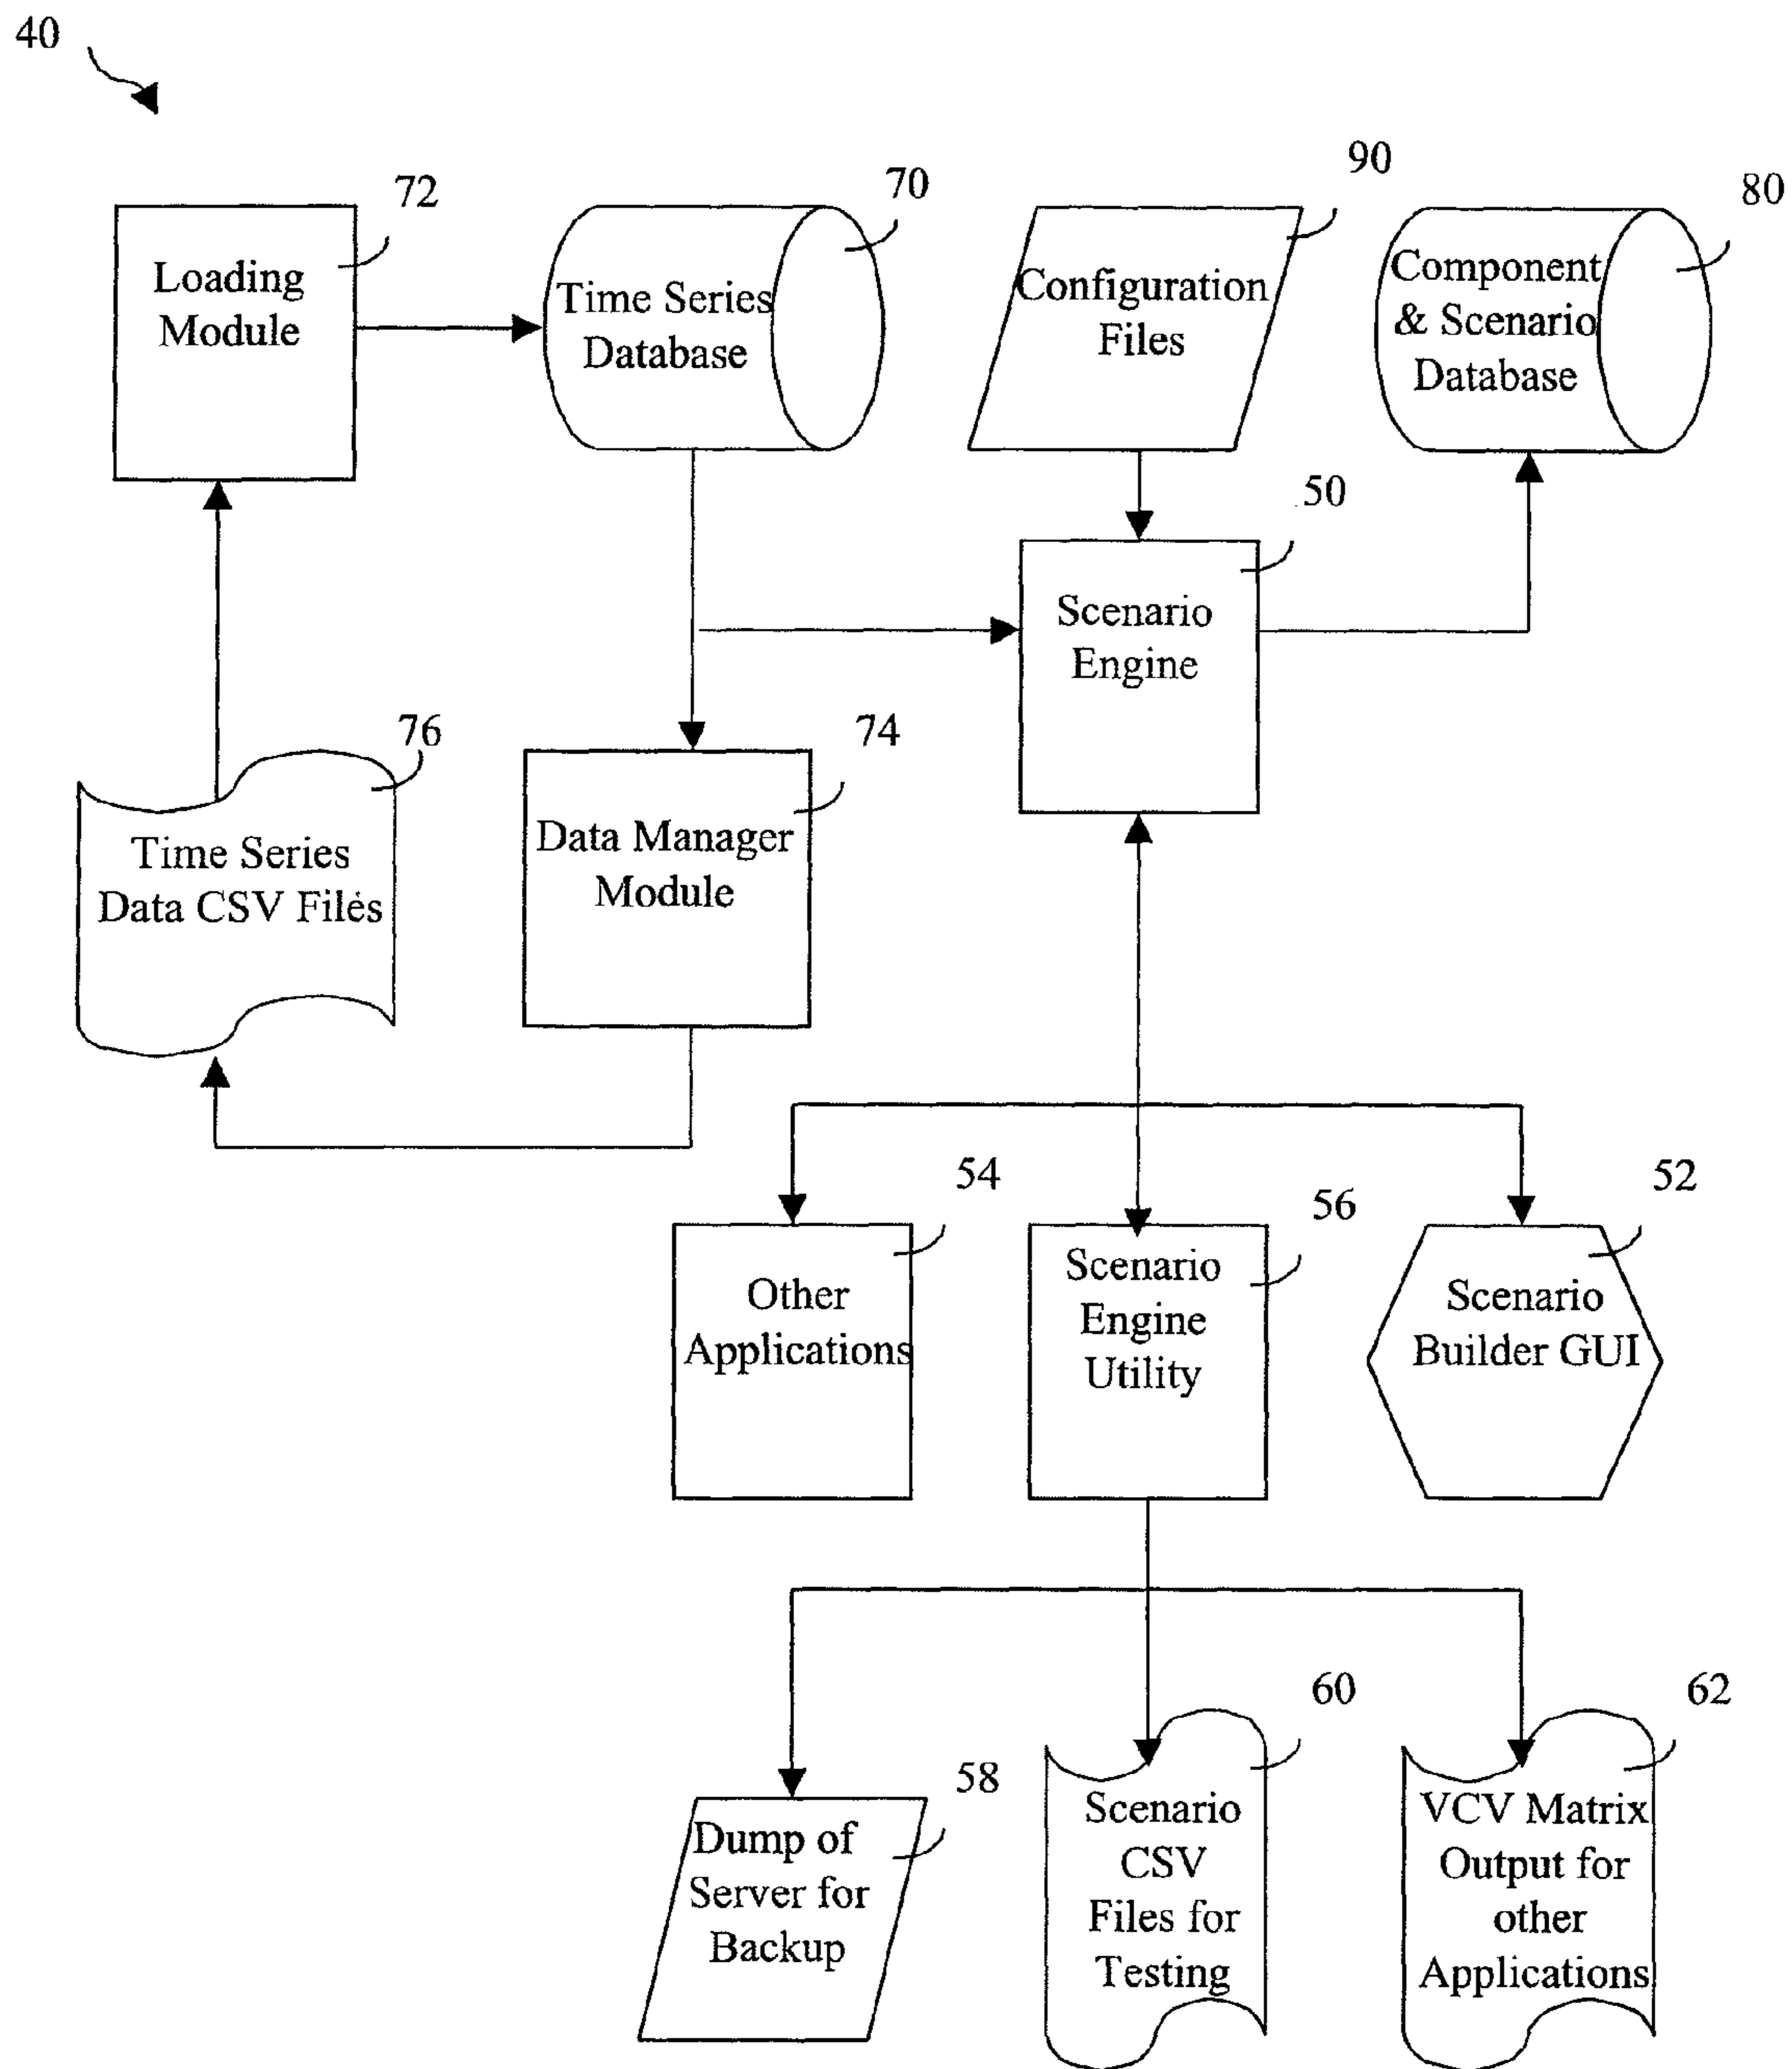 40
72
Loading
Module
70
Time Series
Database
90
Configuration
Files
80
Component
& Scenario
Database
50
Scenario
Engine
76
Time Series
Data CSV Files
74
Data Manager
Module
54
Other
Applications
56
Scenario
Engine
Utility
52
Scenario
Builder GUI
58
Dump of
Server for
Backup
60
Scenario
CSV
Files for
Testing
62
VCV Matrix
Output for
other
Applications